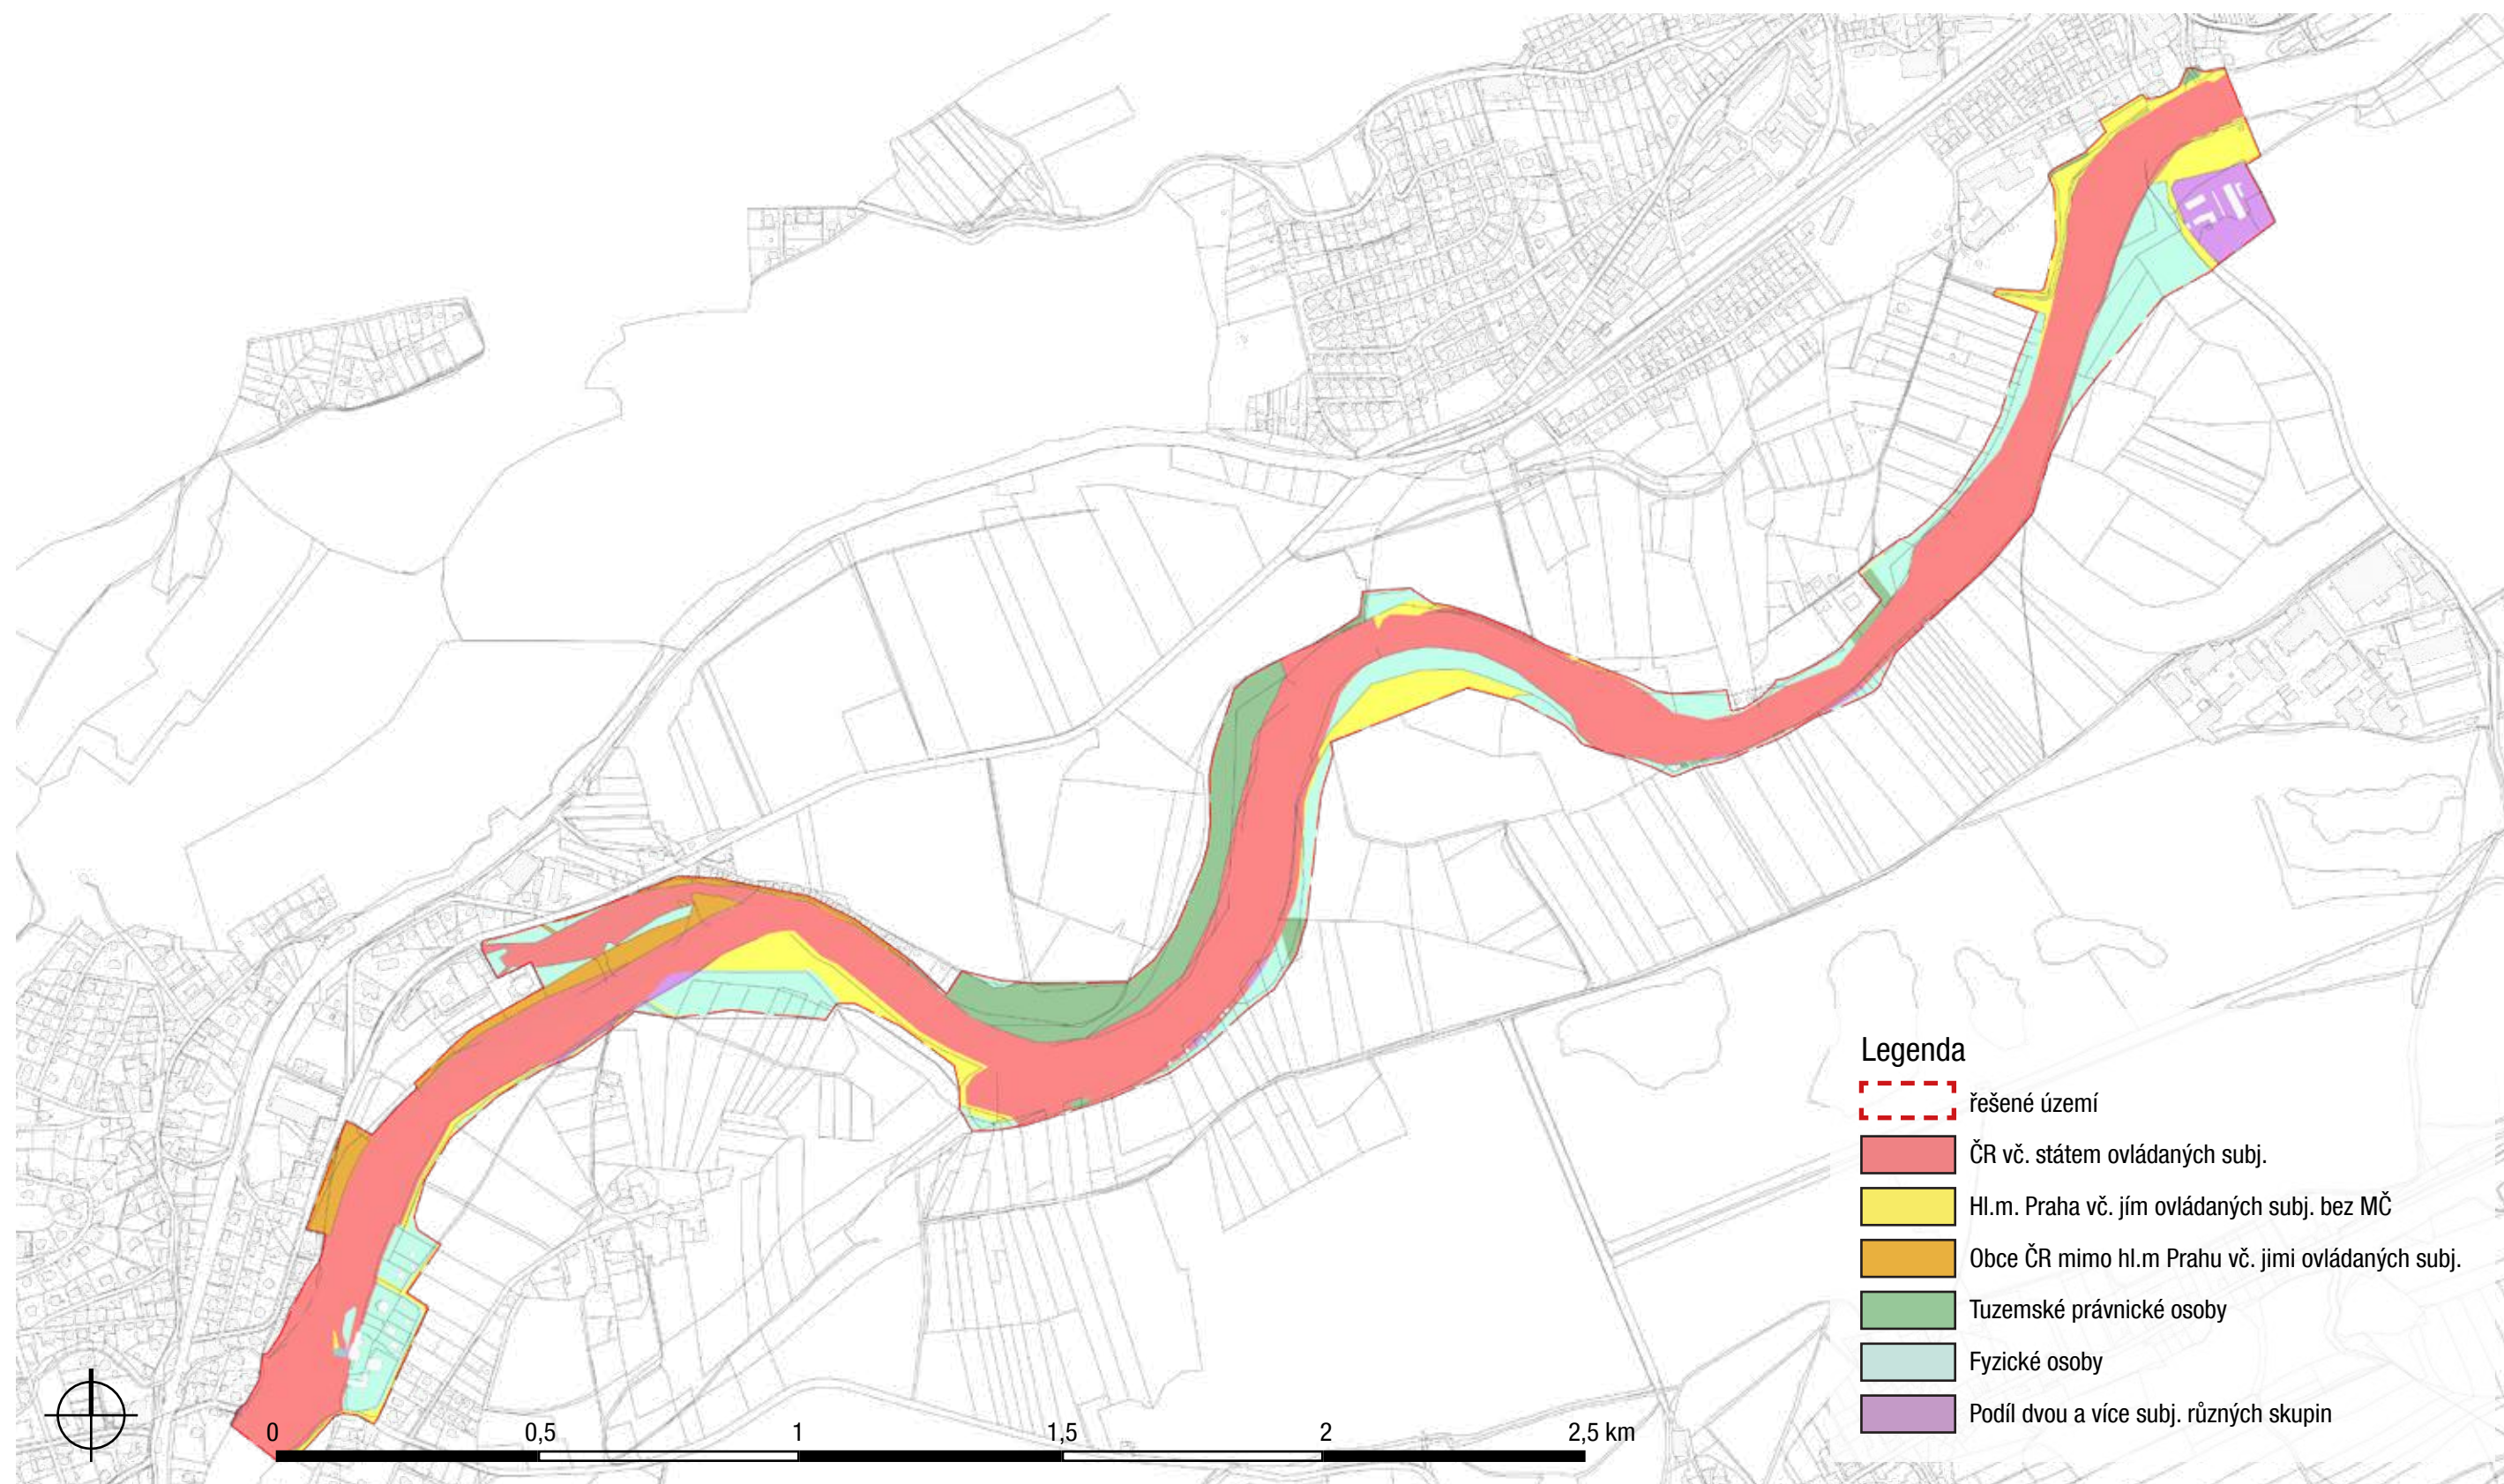 Legenda
řešené území
ČR vč. státem ovládaných subj.
Hl.m. Praha vč. jím ovládaných subj. bez MČ
Obce ČR mimo hl.m Prahu vč. jimi ovládaných subj.
Tuzemské právnické osoby
Fyzické osoby
Podíl dvou a více subj. různých skupin
0 0,5 1 1,5 2 2,5 km